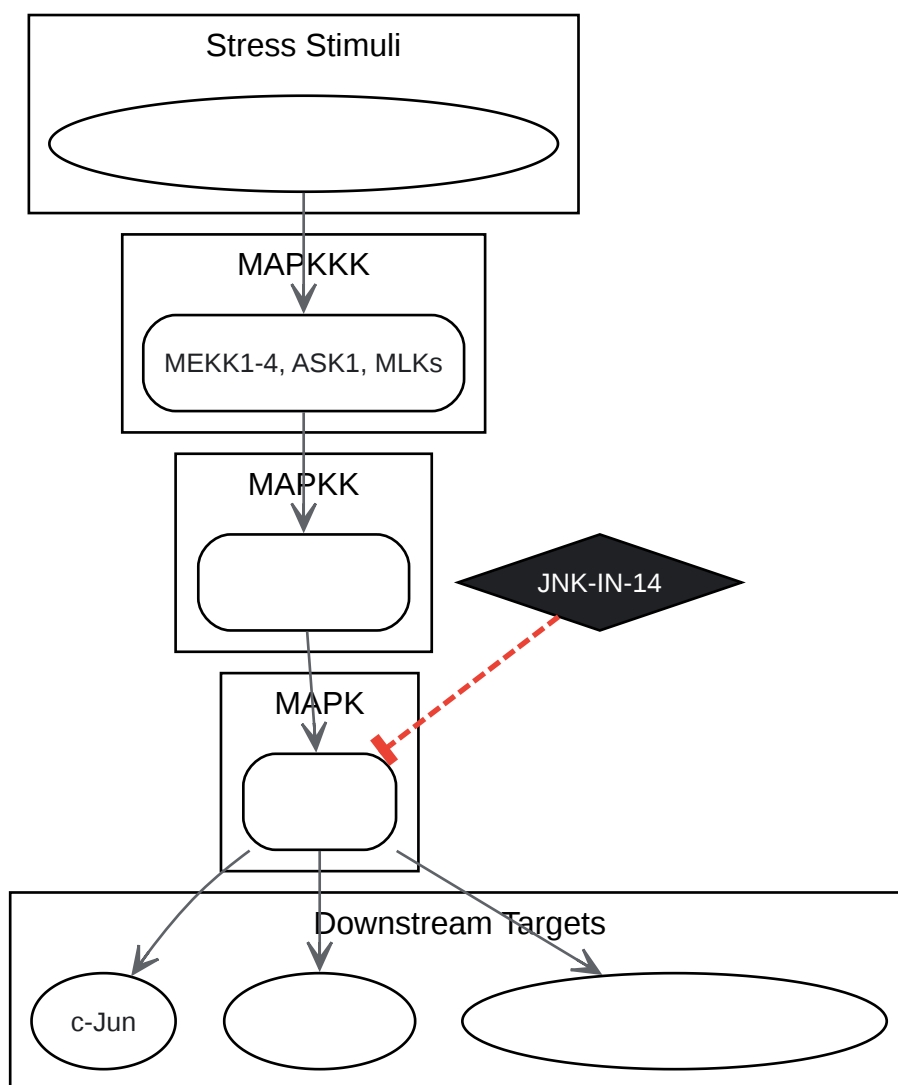 Stress Stimuli
MAPKKK
MEKK1-4, ASK1, MLKs
MAPKK
JNK-IN-14
MAPK
Downstream Targets
c-Jun